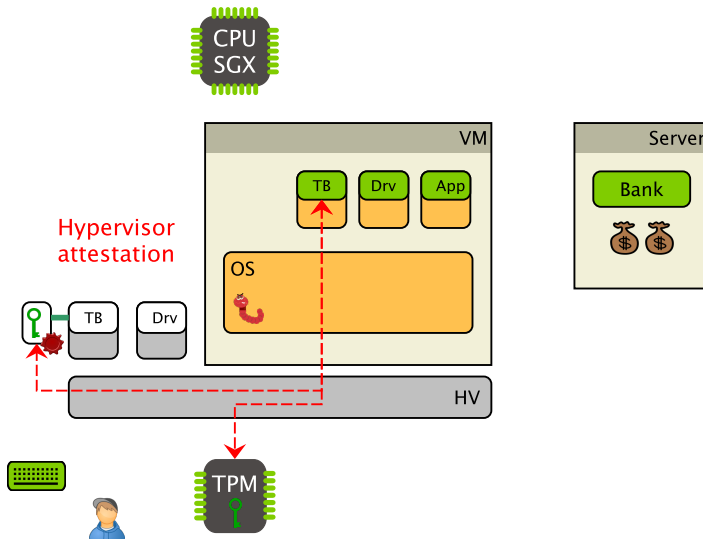 CPU
SGX
VM
Server
TB
Drv
App
Bank
Hypervisor
attestation
OS
TB
Drv
HV
TPM